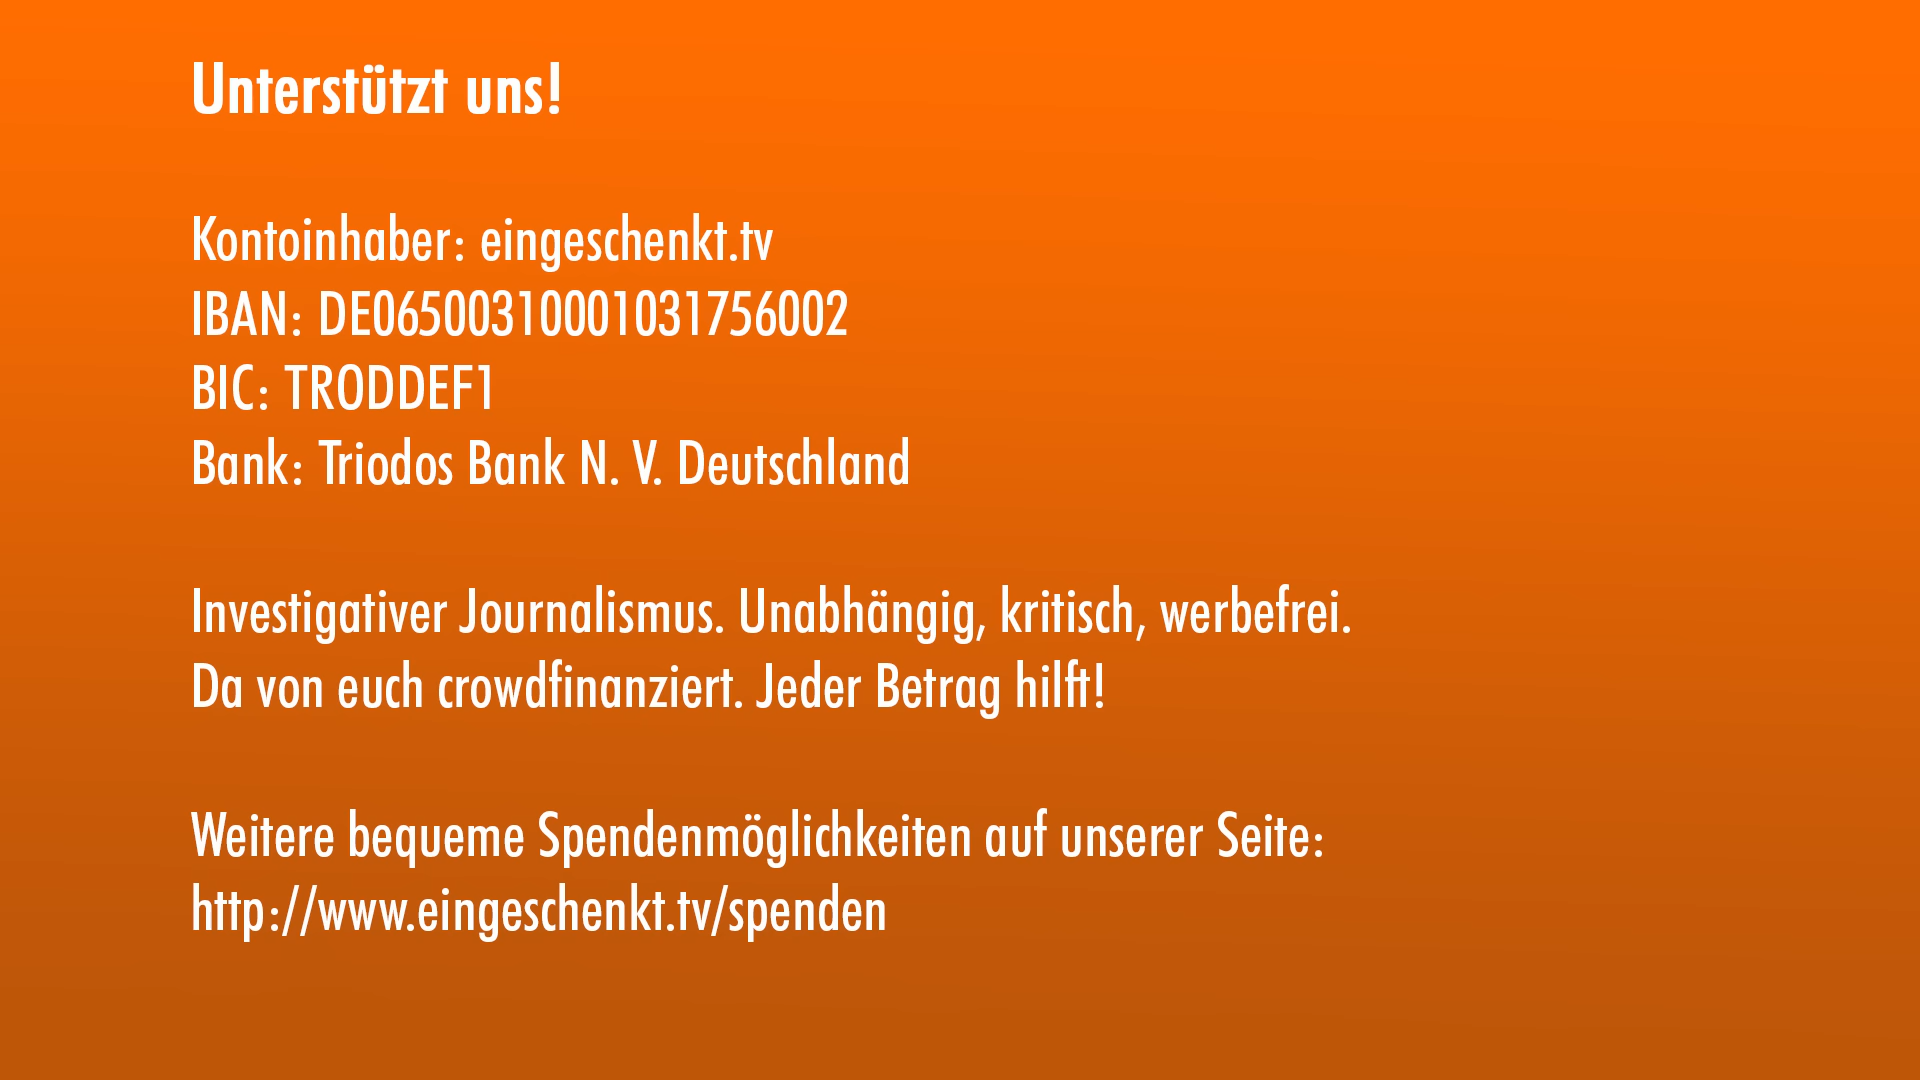 Unterstützt uns!
Kontoinhaber: eingeschenkt.tv
IBAN: DE06500310001031756002
BIC: TRODDEF1
Bank: Triodos Bank N. V. Deutschland
Investigativer Journalismus. Unabhängig, kritisch, werbefrei.
Da von euch crowdfinanziert. Jeder Betrag hilft!
Weitere bequeme Spendenmöglichkeiten auf unserer Seite:
http://www.eingeschenkt.tv/spenden